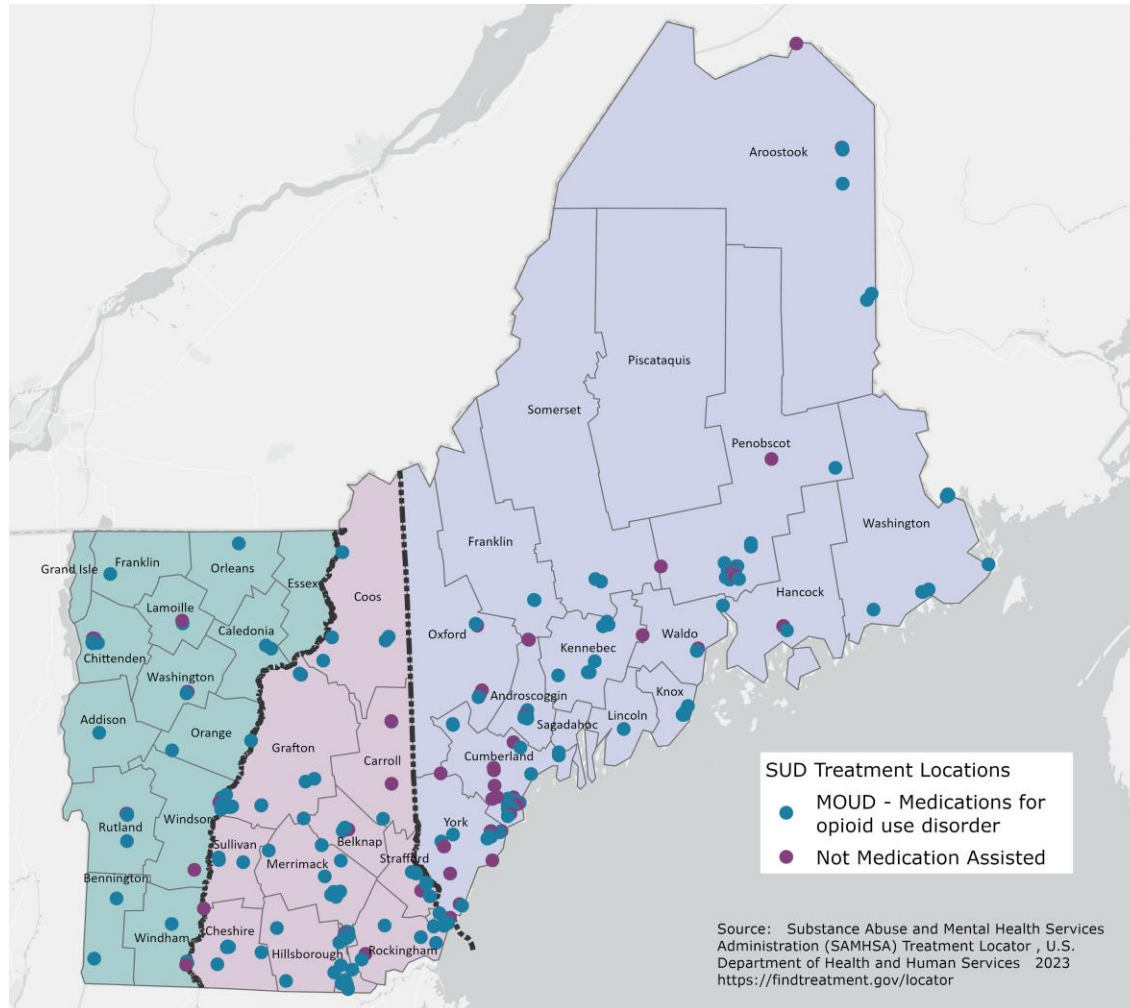 Aroostook
Piscataquis
Somerset
Penobscot
Washington
Franklin
Hancock
Oxford
Waldo
Kennebec
Knox
Androscoggin
Lincoln
Sagadahoc
Cumberland
York
Grand Isle
Franklin
Orleans
Essex
Lamoille
Caledonia
Chittenden
Washington
Addison
Orange
Rutland
Windsor
Bennington
Windham
Coos
Grafton
Carroll
Sullivan
Belknap
Merrimack
Strafford
Cheshire
Hillsborough
Rockingham
SUD Treatment Locations
MOUD - Medications for
opioid use disorder
Not Medication Assisted
Source: Substance Abuse and Mental Health Services
Administration (SAMHSA) Treatment Locator , U.S.
Department of Health and Human Services 2023
https://findtreatment.gov/locator